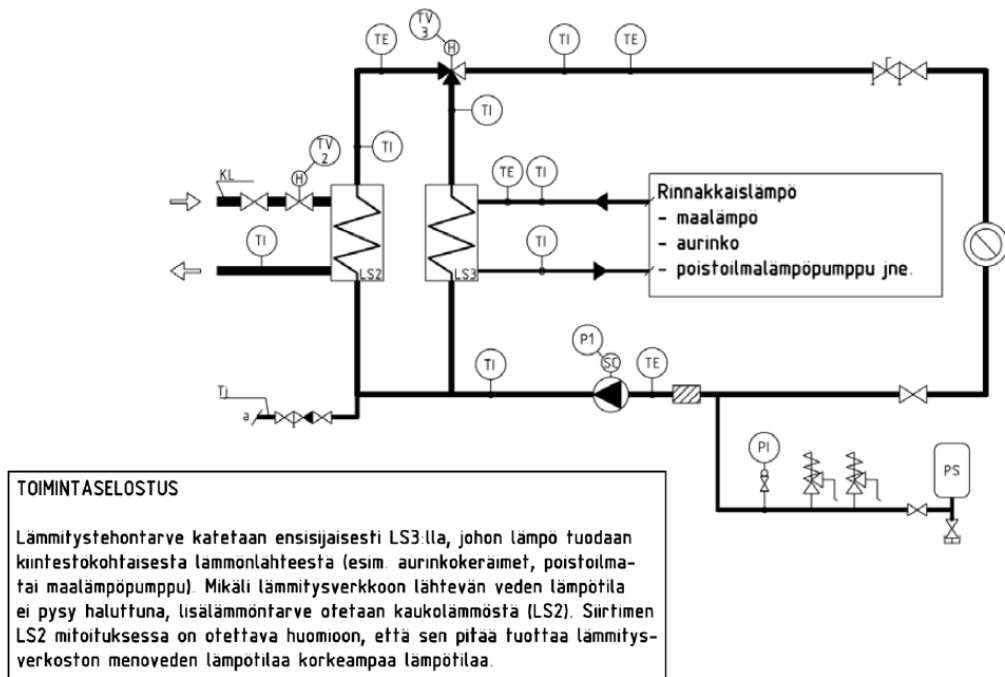 TV
3
TE
H
TI
TE
TI
TV
2
TI
H
KL
TE
TI
Rinnakkaislämpö
- maalämpö
- aurinko
- poistoilmalämpöpumppu jne.
TI
TI
LS2
LS3
P1
SC
TI
TE
Tj
a
PI
PS
TOIMINTASELOSTUS
Lämmitystehontarve katetaan ensisijaisesti LS3:lla, johon lämpö tuodaan
kiintestökohtaisesta lämmönlähteestä (esim. aurinkokeräimet, poistoilma-
tai maalämpöpumppu). Mikäli lämmitysverkkoon lähtevän veden lämpötila
ei pysy haluttuna, lisälämmöntarve otetaan kaukolämmöstä (LS2). Siirtimen
LS2 mitoituksessa on otettava huomioon, että sen pitää tuottaa lämmitys-
verkoston menoveden lämpötilaa korkeampaa lämpötilaa.